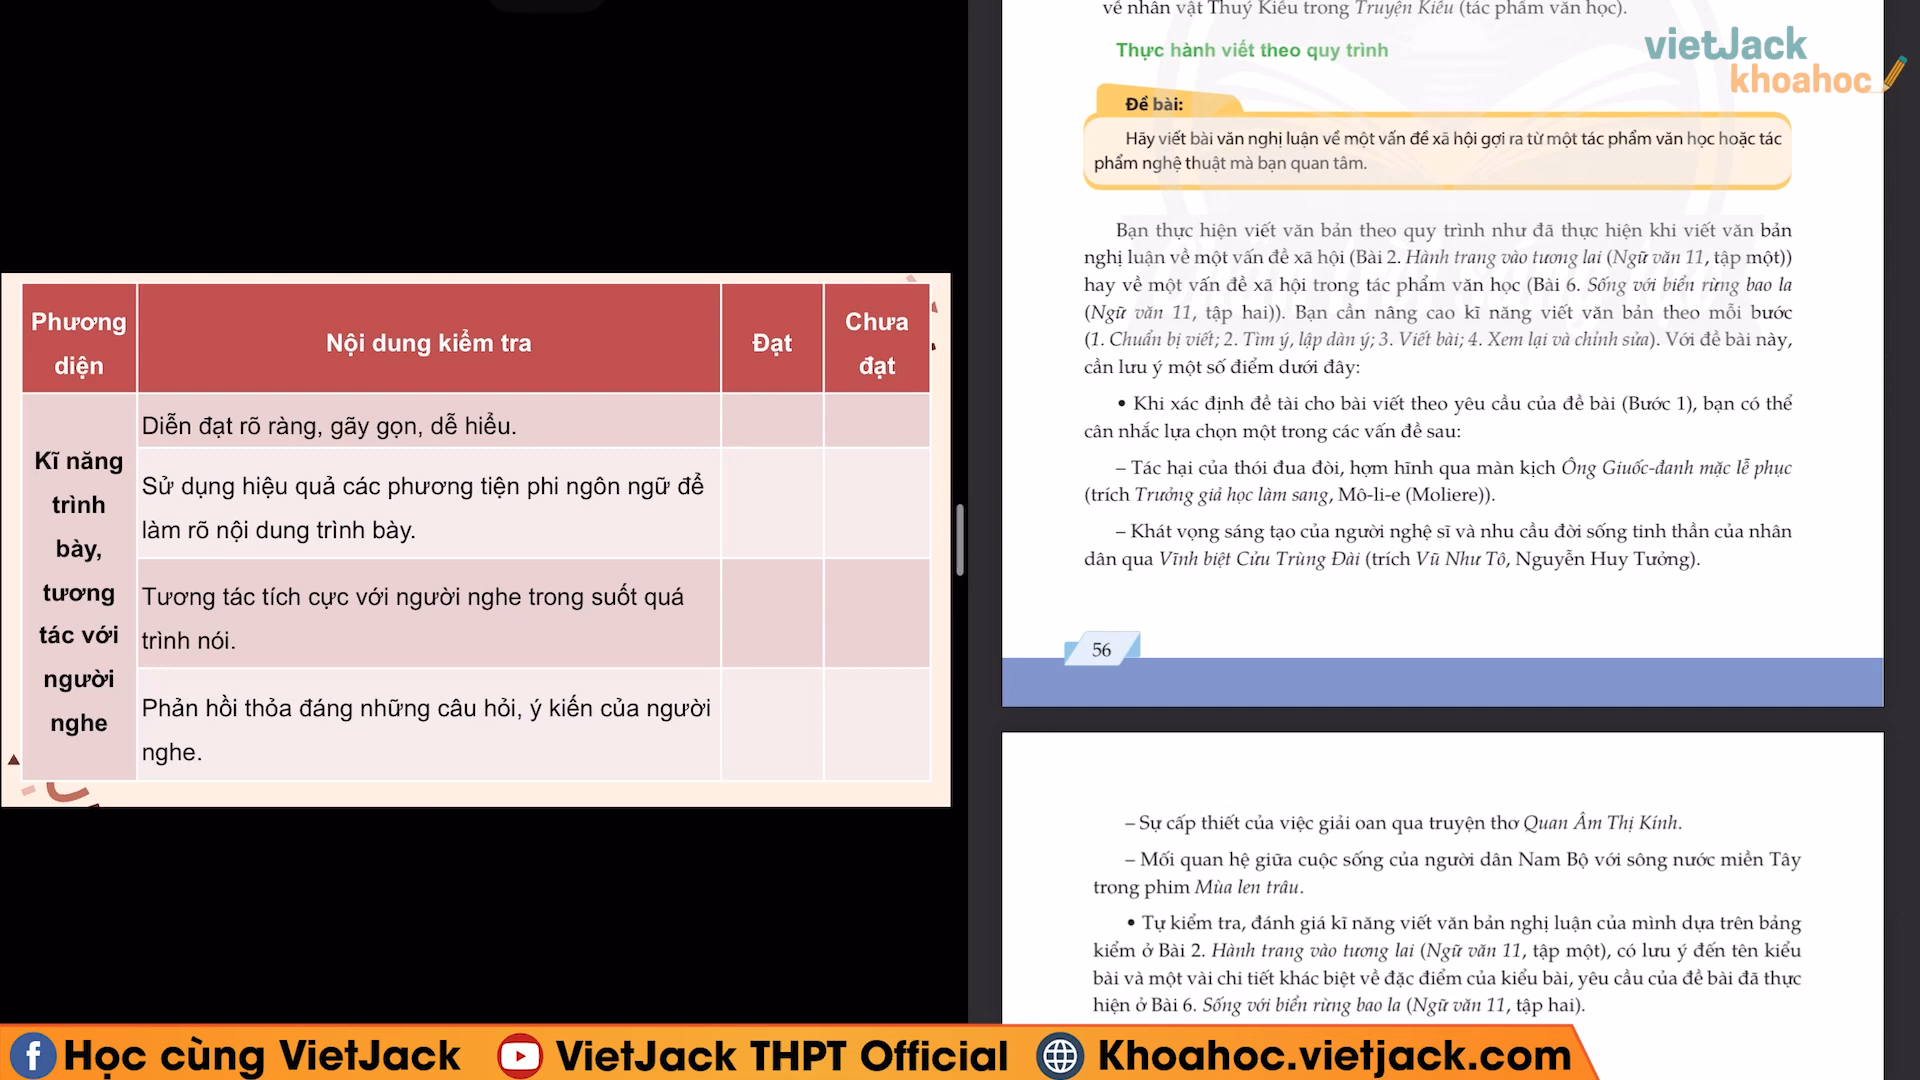 Phương diện
Nội dung kiểm tra
Đạt
Chưa đạt
Kĩ năng trình bày, tương tác với người nghe
Diễn đạt rõ ràng, gãy gọn, dễ hiểu.
Sử dụng hiệu quả các phương tiện phi ngôn ngữ để
làm rõ nội dung trình bày.
Tương tác tích cực với người nghe trong suốt quá
trình nói.
Phản hồi thỏa đáng những câu hỏi, ý kiến của người
nghe.
về nhân vật Thuý Kiều trong Truyện Kiều (tác phẩm văn học).
vietJack
khoahoc
Thực hành viết theo quy trình
Đề bài:
Hãy viết bài văn nghị luận về một vấn đề xã hội gợi ra từ một tác phẩm văn học hoặc tác
phẩm nghệ thuật mà bạn quan tâm.
Bạn thực hiện viết văn bản theo quy trình như đã thực hiện khi viết văn bản
nghị luận về một vấn đề xã hội (Bài 2. Hành trang vào tương lai (Ngữ văn 11, tập một))
hay về một vấn đề xã hội trong tác phẩm văn học (Bài 6. Sống với biển rừng bao la
(Ngữ văn 11, tập hai)). Bạn cần nâng cao kĩ năng viết văn bản theo mỗi bước
(1. Chuẩn bị viết; 2. Tìm ý, lập dàn ý; 3. Viết bài; 4. Xem lại và chỉnh sửa). Với đề bài này,
cần lưu ý một số điểm dưới đây:
• Khi xác định đề tài cho bài viết theo yêu cầu của đề bài (Bước 1), bạn có thể
cân nhắc lựa chọn một trong các vấn đề sau:
– Tác hại của thói đua đòi, hợm hĩnh qua màn kịch Ông Giuốc-đanh mặc lễ phục
(trích Trưởng giả học làm sang, Mô-li-e (Moliere)).
– Khát vọng sáng tạo của người nghệ sĩ và nhu cầu đời sống tinh thần của nhân
dân qua Vĩnh biệt Cửu Trùng Đài (trích Vũ Như Tô, Nguyễn Huy Tưởng).
56
– Sự cấp thiết của việc giải oan qua truyện thơ Quan Âm Thị Kính.
– Mối quan hệ giữa cuộc sống của người dân Nam Bộ với sông nước miền Tây
trong phim Mùa len trâu.
• Tự kiểm tra, đánh giá kĩ năng viết văn bản nghị luận của mình dựa trên bảng
kiểm ở Bài 2. Hành trang vào tương lai (Ngữ văn 11, tập một), có lưu ý đến tên kiểu
bài và một vài chi tiết khác biệt về đặc điểm của kiểu bài, yêu cầu của đề bài đã thực
hiện ở Bài 6. Sống với biển rừng bao la (Ngữ văn 11, tập hai).
Học cùng VietJack
VietJack THPT Official
Khoahoc.vietjack.com